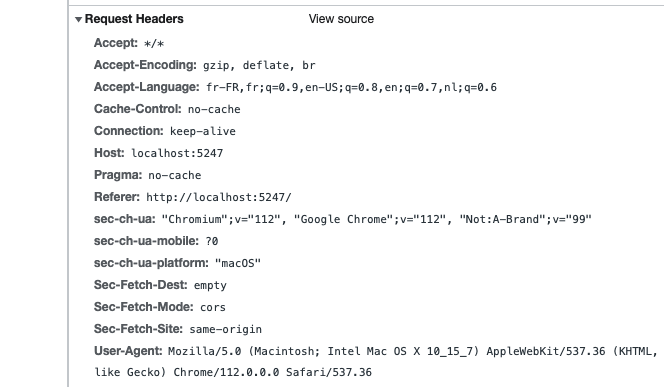 Request Headers View source
Accept: */*
Accept-Encoding: gzip, deflate, br
Accept-Language: fr-FR,fr;q=0.9,en-US;q=0.8,en;q=0.7,nl;q=0.6
Cache-Control: no-cache
Connection: keep-alive
Host: localhost:5247
Pragma: no-cache
Referer: http://localhost:5247/
sec-ch-ua: "Chromium";v="112", "Google Chrome";v="112", "Not:A-Brand";v="99"
sec-ch-ua-mobile: ?0
sec-ch-ua-platform: "macOS"
Sec-Fetch-Dest: empty
Sec-Fetch-Mode: cors
Sec-Fetch-Site: same-origin
User-Agent: Mozilla/5.0 (Macintosh; Intel Mac OS X 10_15_7) AppleWebKit/537.36 (KHTML,
like Gecko) Chrome/112.0.0.0 Safari/537.36